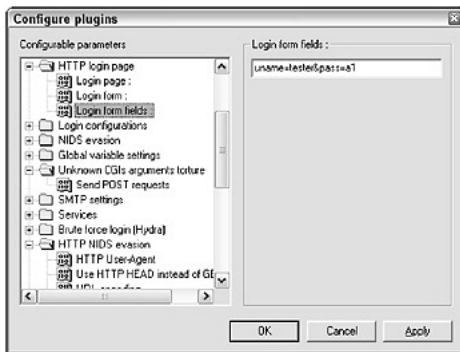 Configure plugins
Configurable parameters
HTTP login page
Login page :
Login form :
Login form fields :
Login configurations
NIDS evasion
Global variable settings
Unknown CGIs arguments torture
Send POST requests
SMTP settings
Services
Brute force login (Hydra)
HTTP NIDS evasion
HTTP User-Agent
Use HTTP HEAD instead of GE
URL encoding
Login form fields :
uname=tester&pass=a1
OK
Cancel
Apply